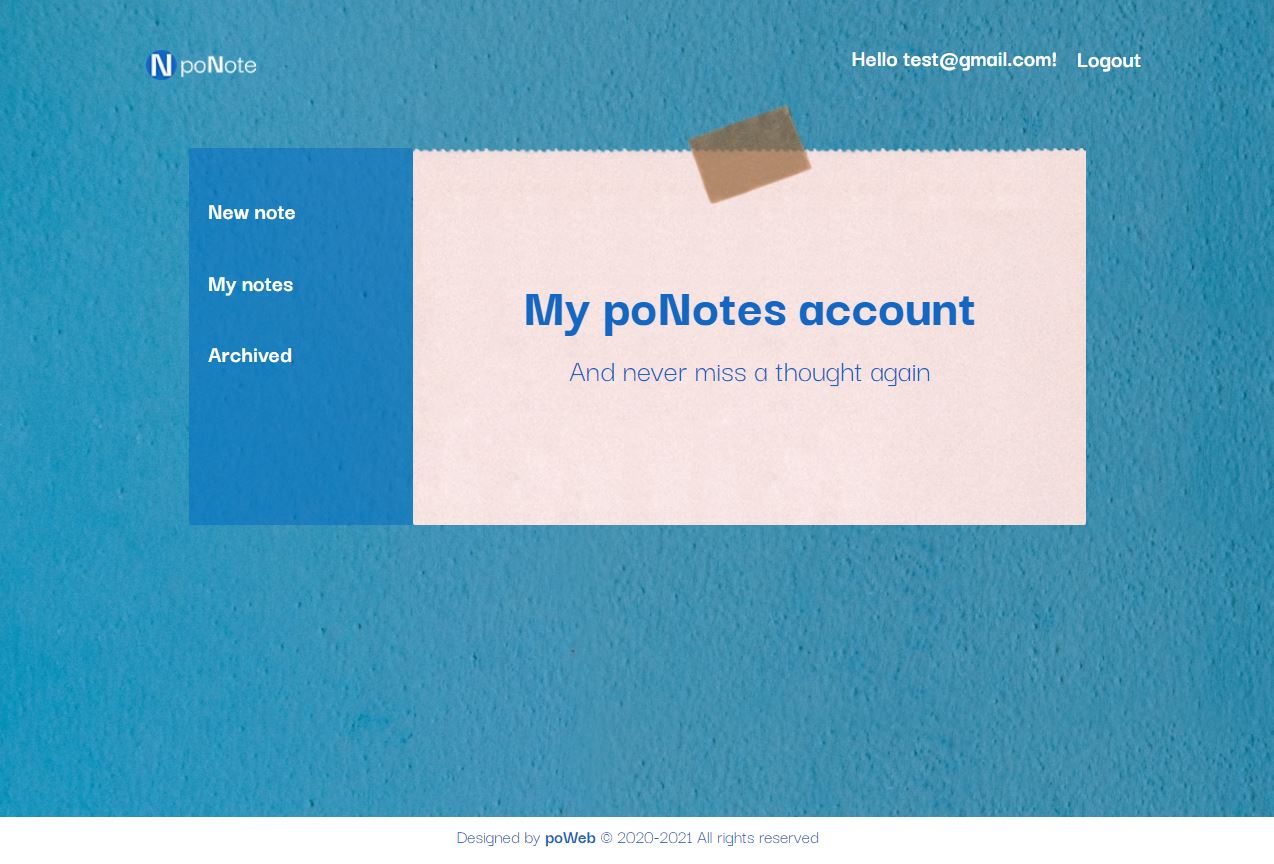 N poNote
Hello test@gmail.com! Logout
New note
My notes
Archived
My poNotes account
And never miss a thought again
Designed by poWeb © 2020-2021 All rights reserved